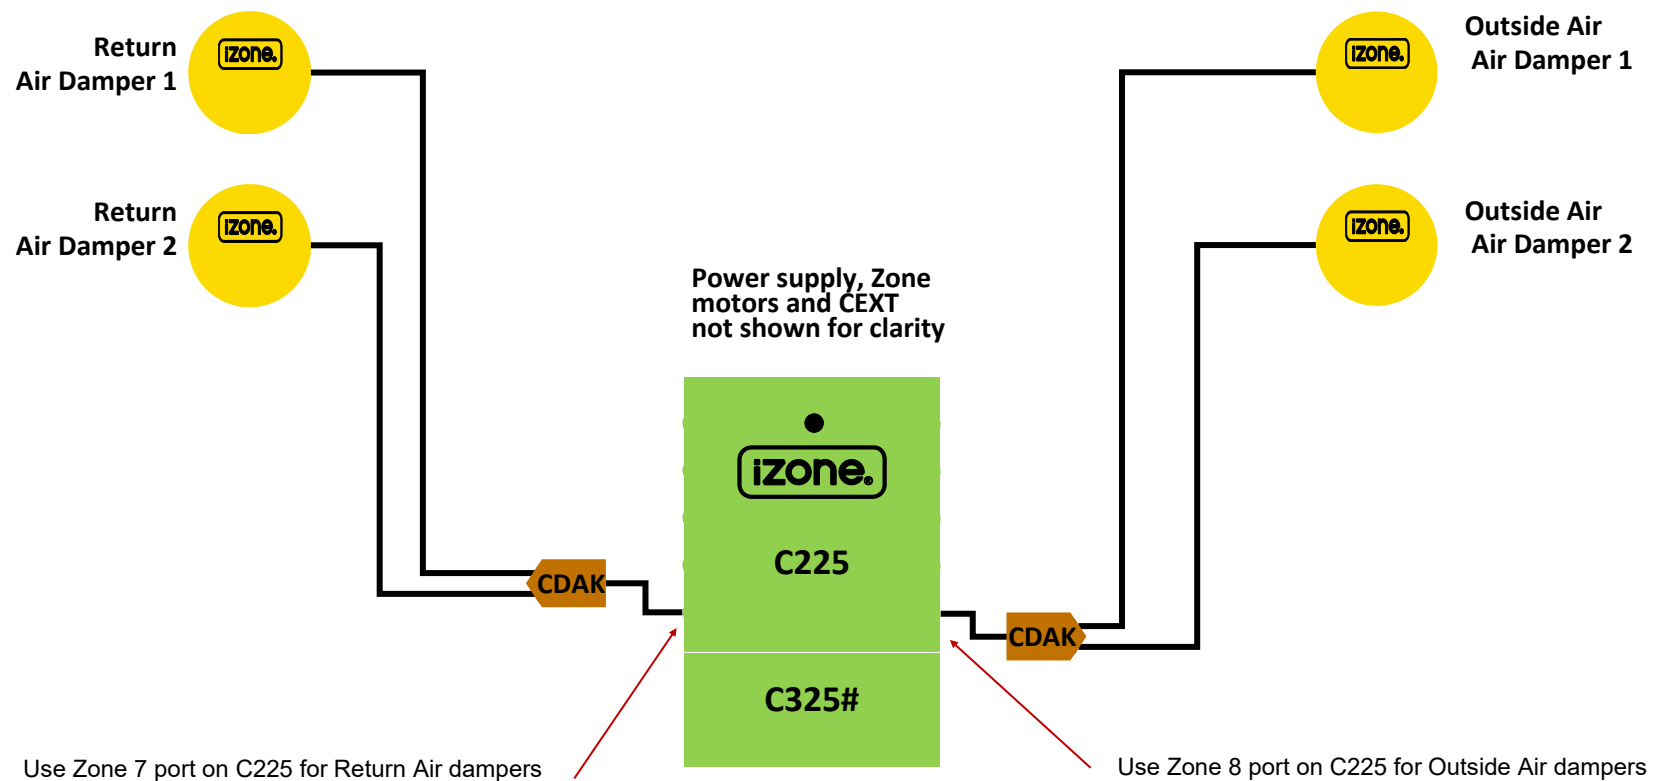 Return
Air Damper 1
izone.
izone.
Outside Air
Air Damper 1
Return
Air Damper 2
izone.
izone.
Outside Air
Air Damper 2
Power supply, Zone
motors and CEXT
not shown for clarity
izone.®
C225
CDAK
CDAK
C325#
Use Zone 7 port on C225 for Return Air dampers
Use Zone 8 port on C225 for Outside Air dampers